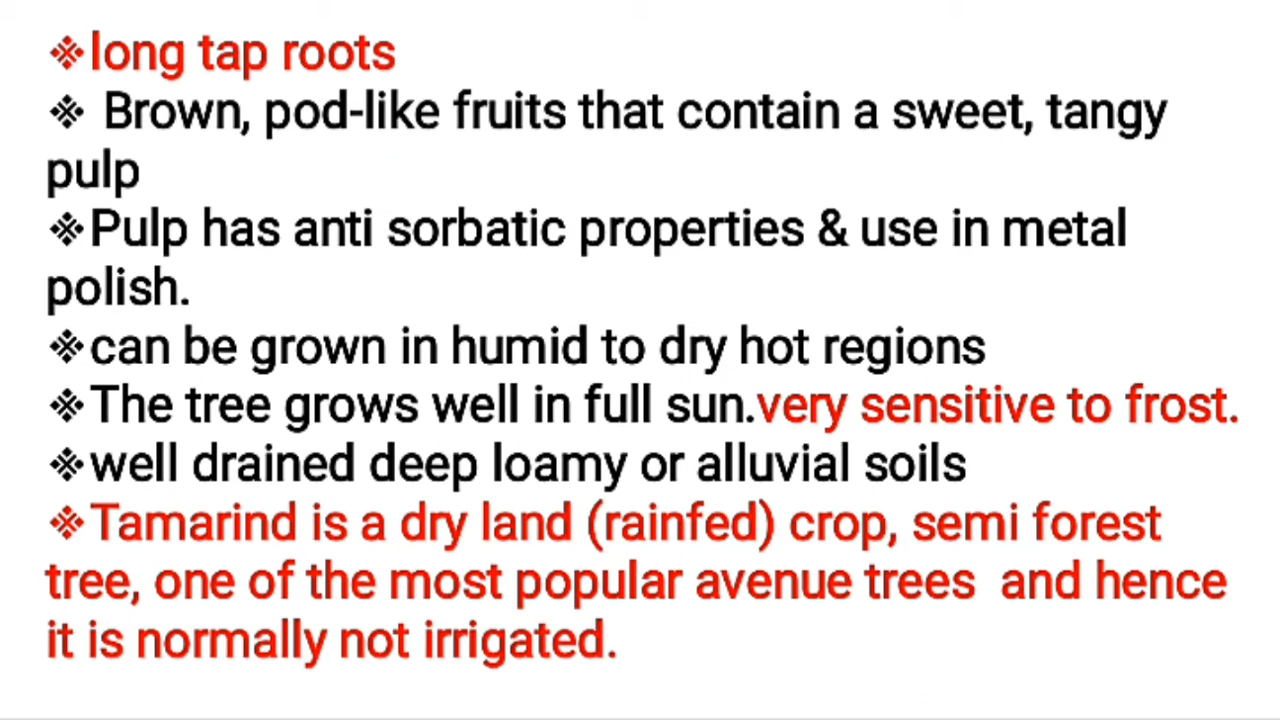 ❖long tap roots
❖ Brown, pod-like fruits that contain a sweet, tangy
pulp
❖Pulp has anti sorbatic properties & use in metal
polish.
❖can be grown in humid to dry hot regions
❖The tree grows well in full sun.very sensitive to frost.
❖well drained deep loamy or alluvial soils
❖Tamarind is a dry land (rainfed) crop, semi forest
tree, one of the most popular avenue trees  and hence
it is normally not irrigated.